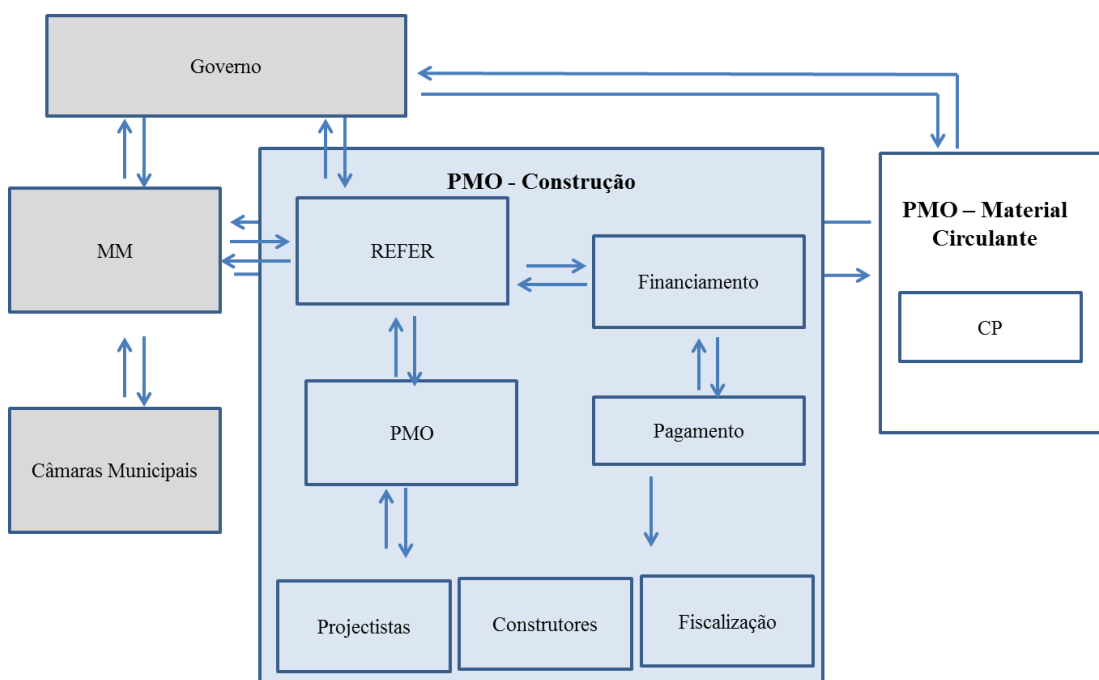 Governo
PMO - Construção
PMO – Material
Circulante
MM
REFER
Financiamento
CP
PMO
Pagamento
Câmaras Municipais
Projectistas
Construtores
Fiscalização